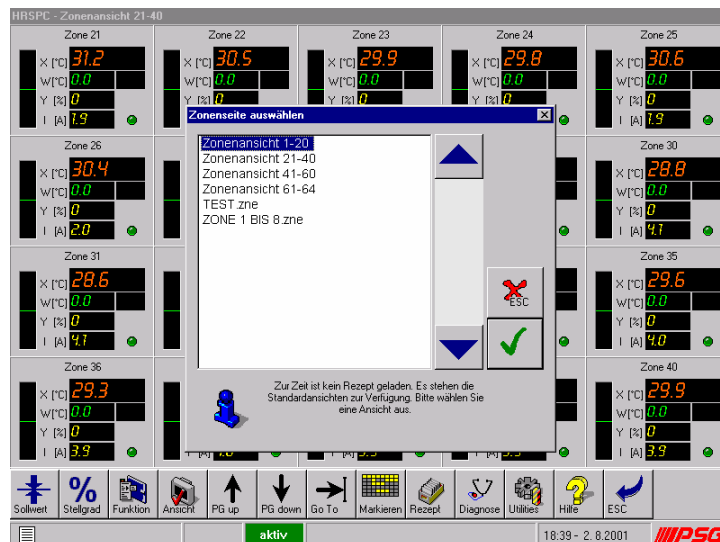 HRSPC - Zonenansicht 21-40
Zone 21
Zone 22
Zone 23
Zone 24
Zone 25
X [°C] 31.2
X [°C] 30.5
X [°C] 29.9
X [°C] 29.8
X [°C] 30.6
W[°C] 0.0
W[°C] 0.0
W[°C] 0.0
W[°C] 0.0
W[°C] 0.0
Y [%] 0
Y [%] 0
Y [%] 0
Y [%] 0
Y [%] 0
I [A] 1.9
I [A] 1.9
Zonenseite auswählen
Zonenansicht 1-20
Zonenansicht 21-40
Zonenansicht 41-60
Zonenansicht 61-64
TEST.zne
ZONE 1 BIS 8.zne
ESC
Zur Zeit ist kein Rezept geladen. Es stehen die
Standardansichten zur Verfügung. Bitte wählen Sie
eine Ansicht aus.
Zone 26
X [°C] 30.4
W[°C] 0.0
Y [%] 0
I [A] 2.0
Zone 30
X [°C] 28.8
W[°C] 0.0
Y [%] 0
I [A] 4.1
Zone 31
X [°C] 28.6
W[°C] 0.0
Y [%] 0
I [A] 4.1
Zone 35
X [°C] 29.6
W[°C] 0.0
Y [%] 0
I [A] 4.0
Zone 36
X [°C] 29.3
W[°C] 0.0
Y [%] 0
I [A] 3.9
Zone 40
X [°C] 29.9
W[°C] 0.0
Y [%] 0
I [A] 3.9
Sollwert
Stellgrad
Funktion
Ansicht
PG up
PG down
Go To
Markieren
Rezept
Diagnose
Utilities
Hilfe
ESC
aktiv
18:39 - 2. 8.2001
PSG